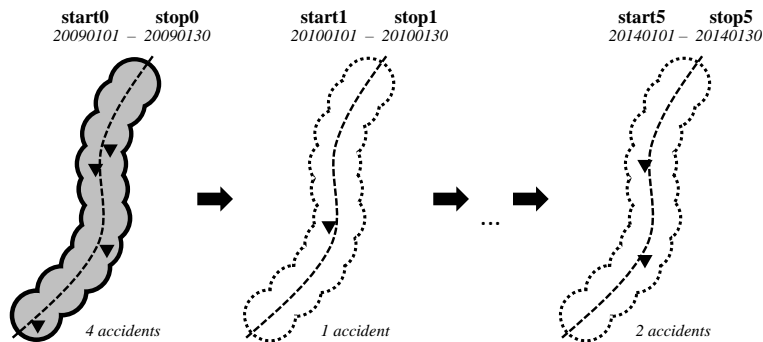 start0 stop0
20090101 – 20090130
start1 stop1
20100101 – 20100130
start5 stop5
20140101 – 20140130
...
4 accidents
1 accident
2 accidents